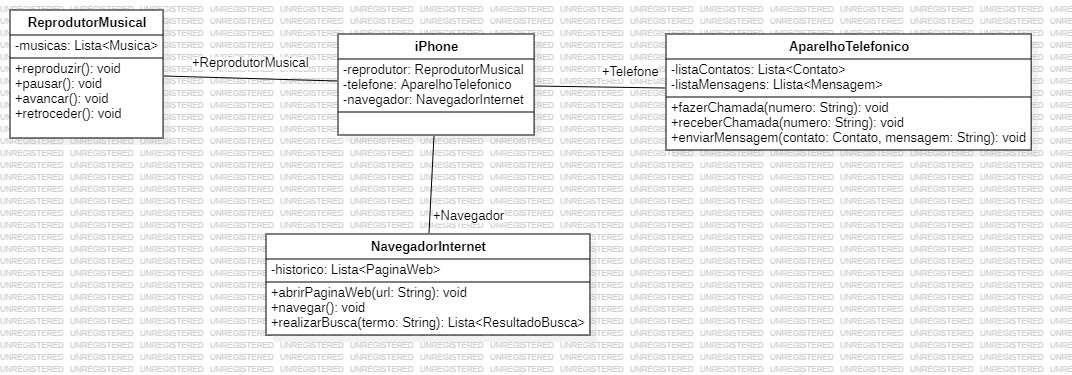 ReprodutorMusical
-musicas: Lista<Musica>
+reproduzir(): void
+pausar(): void
+avancar(): void
+retroceder(): void
+ReprodutorMusical
iPhone
-reprodutor: ReprodutorMusical
-telefone: AparelhoTelefonico
-navegador: NavegadorInternet
+Telefone
AparelhoTelefonico
-listaContatos: Lista<Contato>
-listaMensagens: Llista<Mensagem>
+fazerChamada(numero: String): void
+receberChamada(numero: String): void
+enviarMensagem(contato: Contato, mensagem: String): void
+Navegador
NavegadorInternet
-historico: Lista<PaginaWeb>
+abrirPaginaWeb(url: String): void
+navegar(): void
+realizarBusca(termo: String): Lista<ResultadoBusca>
UNREGISTERED